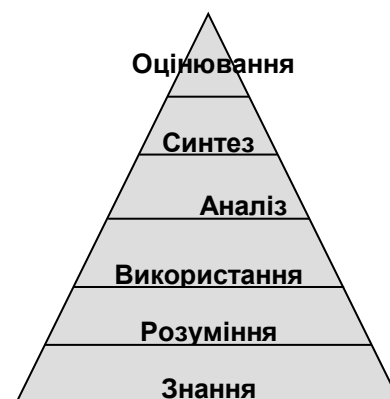 Оцінювання
Синтез
Аналіз
Використання
Розуміння
Знання